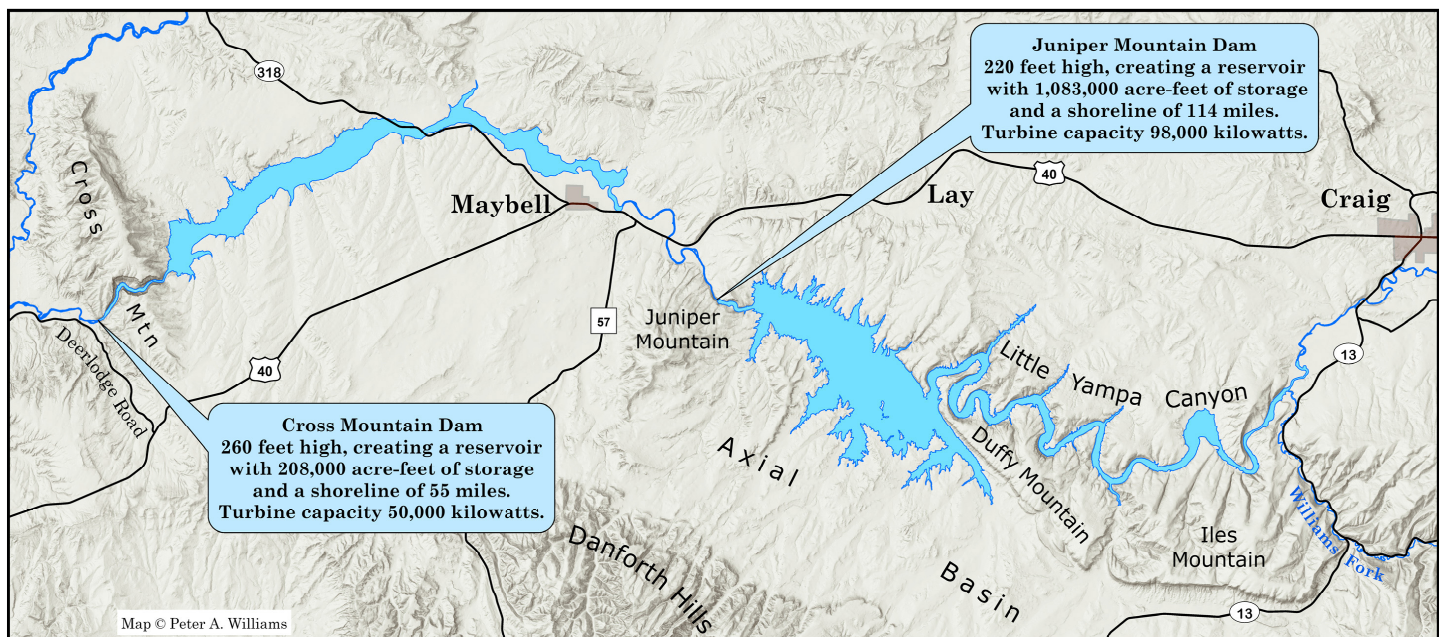 Juniper Mountain Dam
220 feet high, creating a reservoir
with 1,083,000 acre-feet of storage
and a shoreline of 114 miles.
Turbine capacity 98,000 kilowatts.
318
Cross
Mtn
Maybell
Lay
40
Craig
57
Juniper
Mountain
Deerlodge Road
40
13
Little Yampa Canyon
Cross Mountain Dam
260 feet high, creating a reservoir
with 208,000 acre-feet of storage
and a shoreline of 55 miles.
Turbine capacity 50,000 kilowatts.
Axial
Basin
Duffy Mountain
Danforth Hills
Iles
Mountain
Williams Fork
13
Map © Peter A. Williams